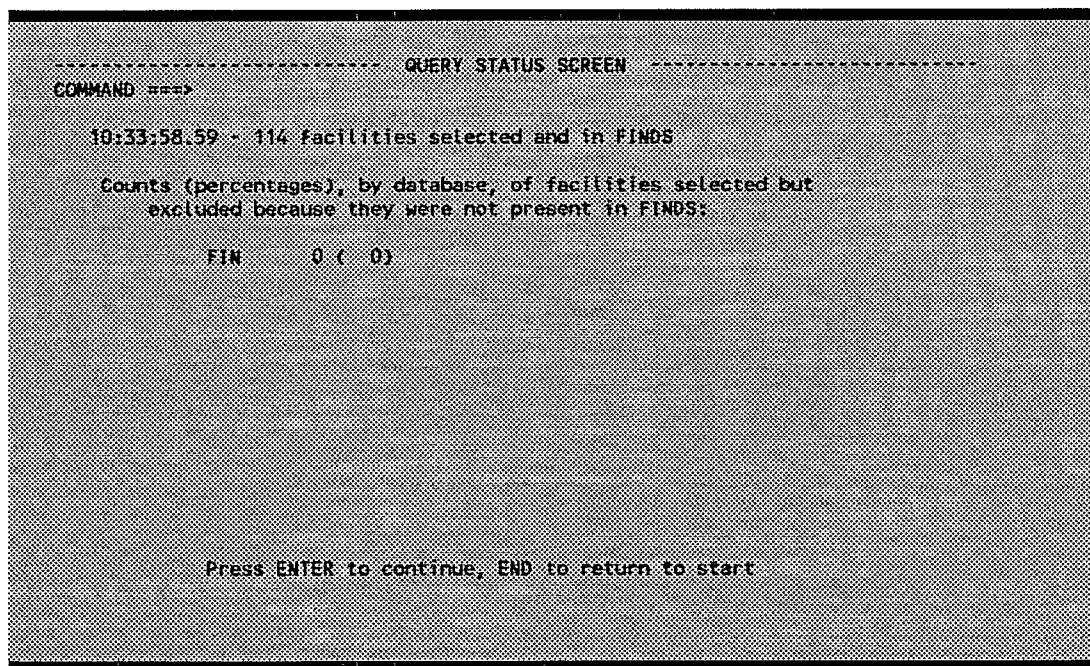 ----------------------------- QUERY STATUS SCREEN -----------------------------
COMMAND ===>
10:33:58.59 - 114 facilities selected and in FINDS
Counts (percentages), by database, of facilities selected but
excluded because they were not present in FINDS:
FIN 0 ( 0)
Press ENTER to continue, END to return to start